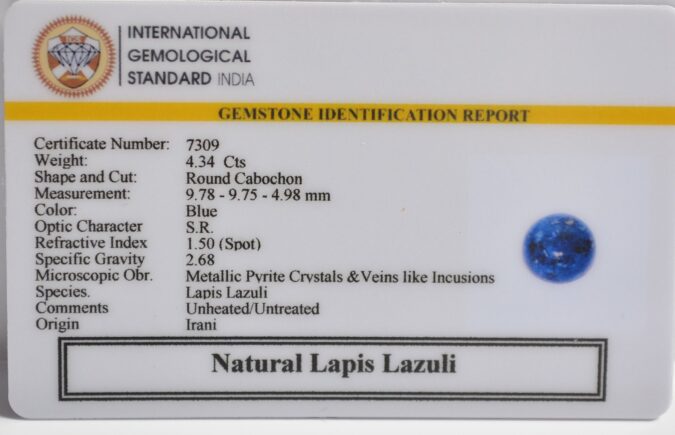 IGS
INTERNATIONAL
GEMOLOGICAL
STANDARD INDIA
GEMSTONE IDENTIFICATION REPORT
Certificate Number: 7309
Weight: 4.34 Cts
Shape and Cut: Round Cabochon
Measurement: 9.78 - 9.75 - 4.98 mm
Color: Blue
Optic Character S.R.
Refractive Index 1.50 (Spot)
Specific Gravity 2.68
Microscopic Obr. Metallic Pyrite Crystals &Veins like Incusions
Species. Lapis Lazuli
Comments Unheated/Untreated
Origin Irani
Natural Lapis Lazuli